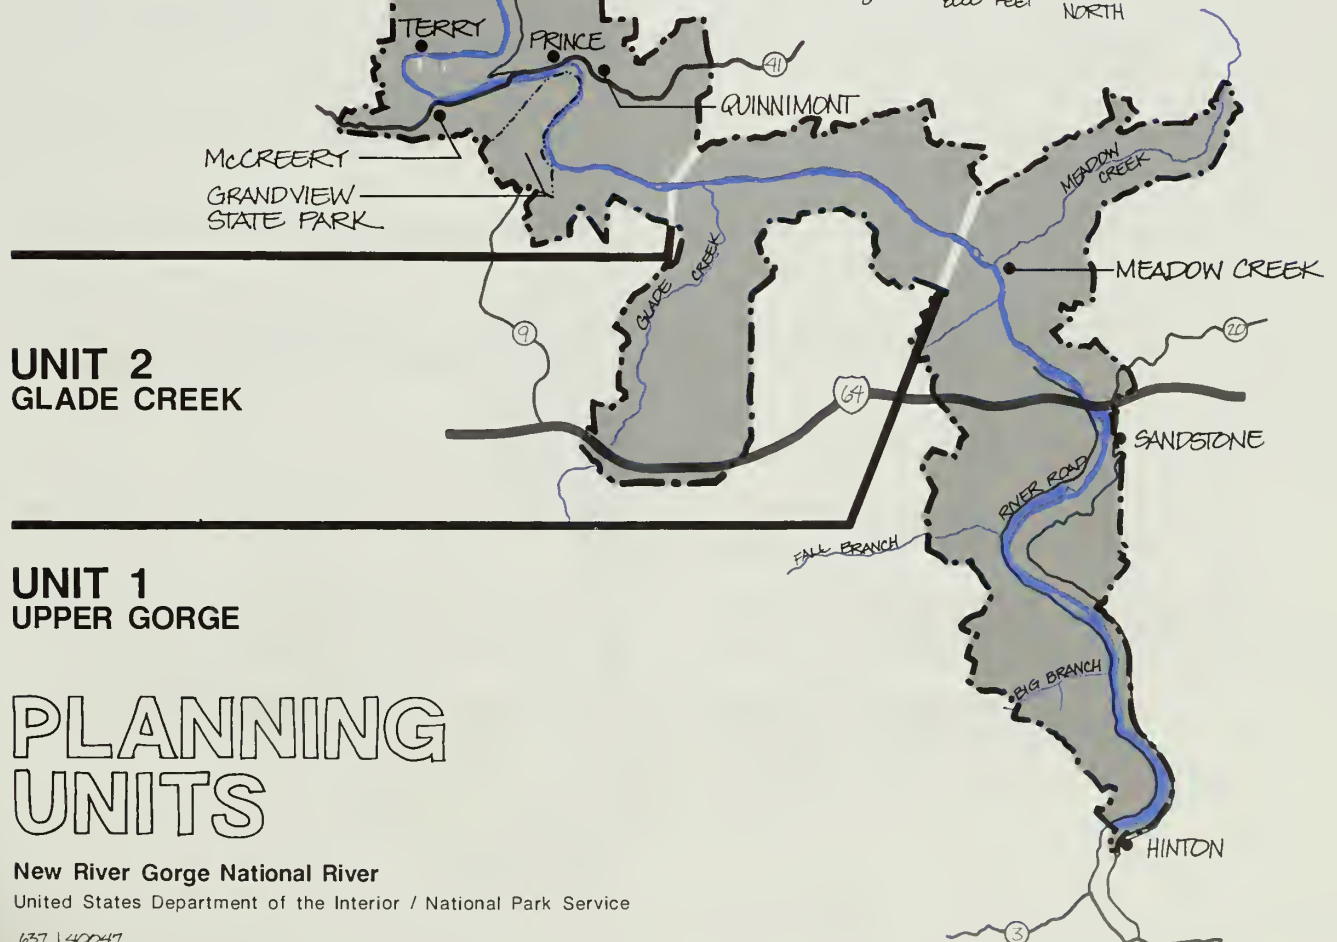 NORTH
TERRY
PRINCE
41
QUINNIMONT
McCREERY
GRANDVIEW
STATE PARK
MEADOW
CREEK
GLADE CREEK
MEADOW CREEK
9
20
UNIT 2
GLADE CREEK
64
SANDSTONE
RIVER ROAD
FALL BRANCH
UNIT 1
UPPER GORGE
BIG BRANCH
PLANNING
UNITS
HINTON
New River Gorge National River
United States Department of the Interior / National Park Service
3